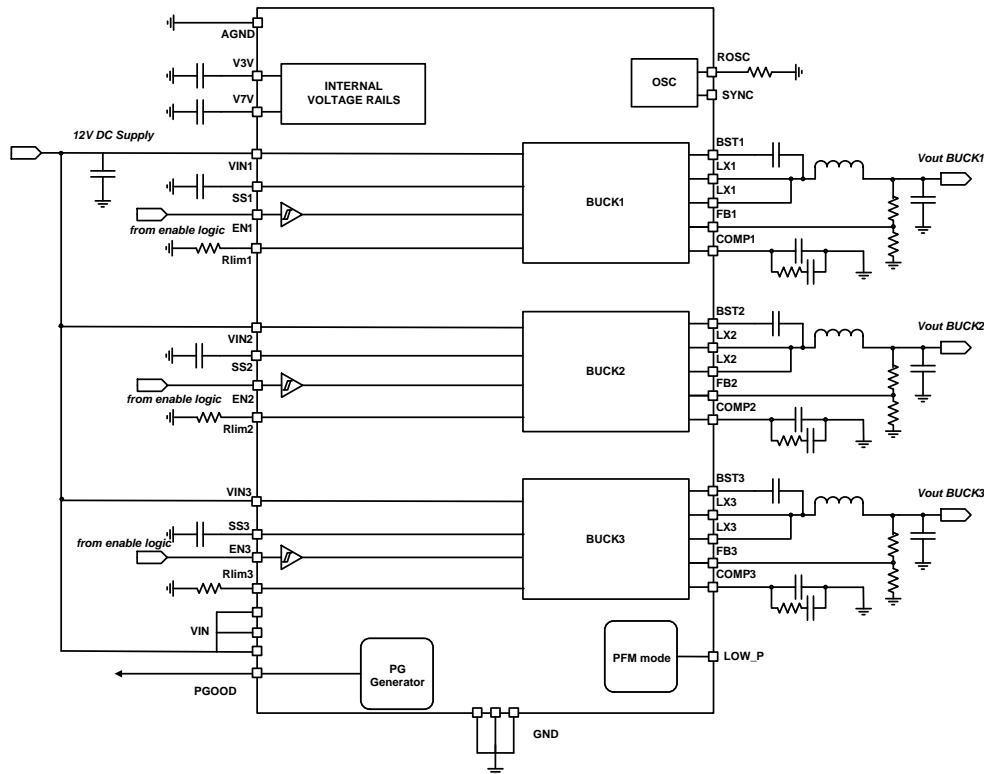 AGND
V3V
V7V
INTERNAL
VOLTAGE RAILS
ROSC
OSC
SYNC
12V DC Supply
VIN1
SS1
from enable logic
EN1
Rlim1
BUCK1
BST1
LX1
LX1
FB1
COMP1
Vout BUCK1
VIN2
SS2
EN2
from enable logic
Rlim2
BUCK2
BST2
LX2
LX2
FB2
COMP2
Vout BUCK2
VIN3
SS3
from enable logic
EN3
Rlim3
BUCK3
BST3
LX3
LX3
FB3
COMP3
Vout BUCK3
VIN
PGOOD
PG
Generator
PFM mode
LOW_P
GND